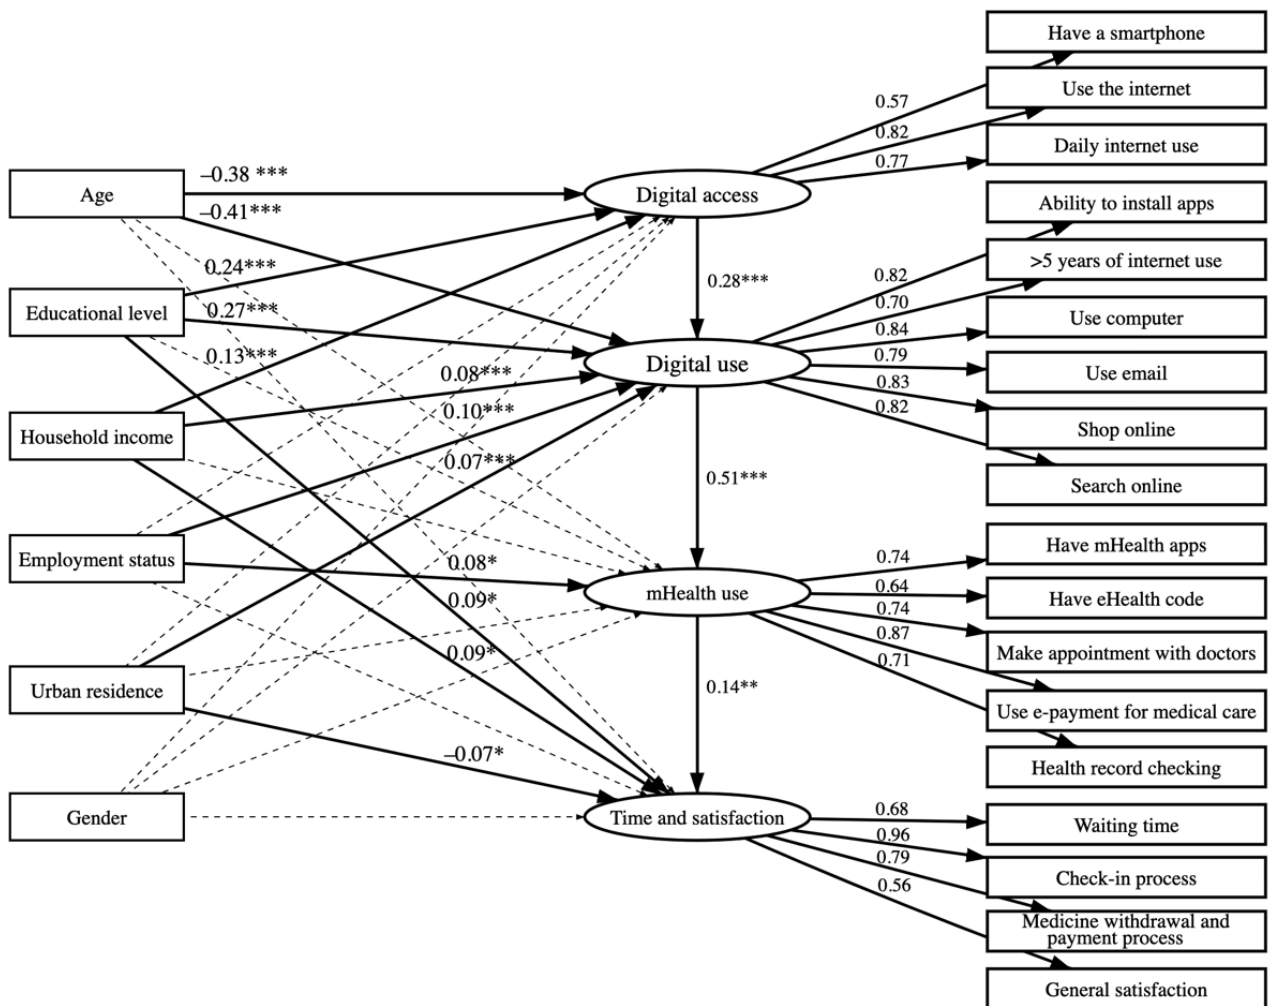 Age
Educational level
Household income
Employment status
Urban residence
Gender
–0.38 ***
–0.41***
0.24***
0.27***
0.13***
0.08***
0.10***
0.07***
0.08*
0.09*
0.09*
–0.07*
Digital access
0.28***
Digital use
0.51***
mHealth use
0.14**
Time and satisfaction
0.57
0.82
0.77
0.82
0.70
0.84
0.79
0.83
0.82
0.74
0.64
0.74
0.87
0.71
0.68
0.96
0.79
0.56
Have a smartphone
Use the internet
Daily internet use
Ability to install apps
>5 years of internet use
Use computer
Use email
Shop online
Search online
Have mHealth apps
Have eHealth code
Make appointment with doctors
Use e-payment for medical care
Health record checking
Waiting time
Check-in process
Medicine withdrawal and
payment process
General satisfaction